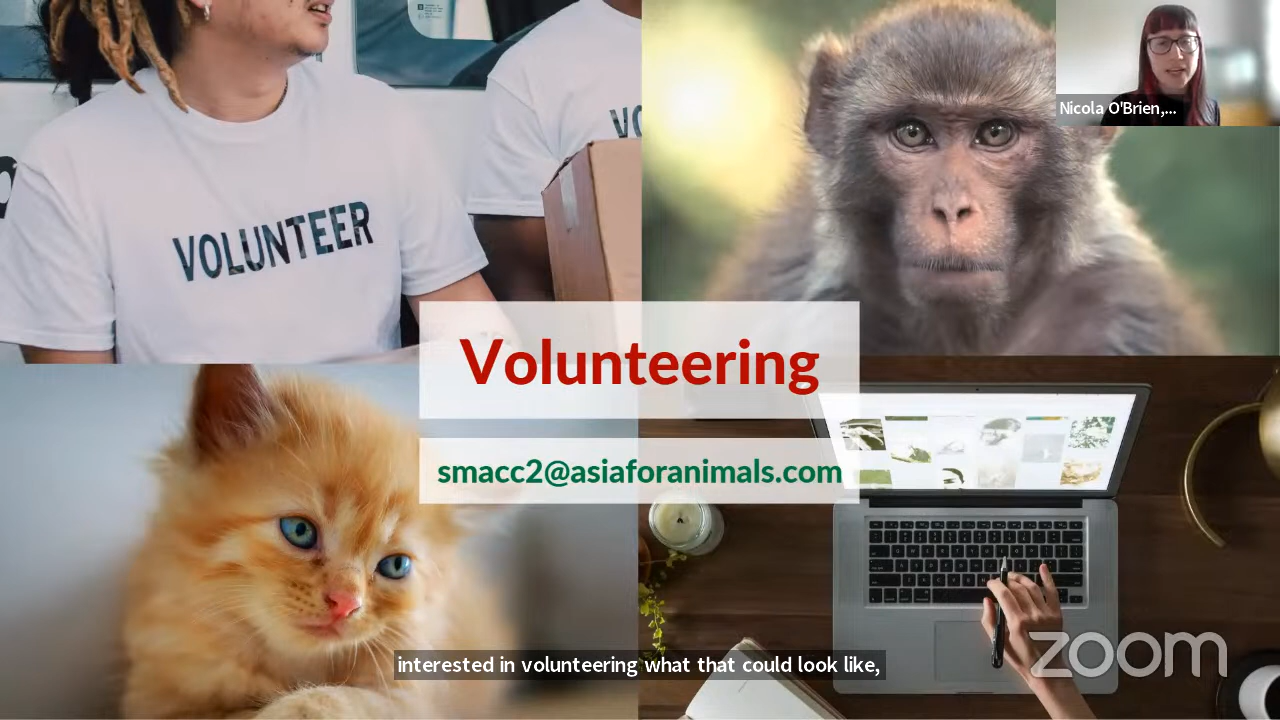 VOLUNTEER
VO
Nicola O'Brien,...
Volunteering
smacc2@asiaforanimals.com
interested in volunteering what that could look like,
zoom